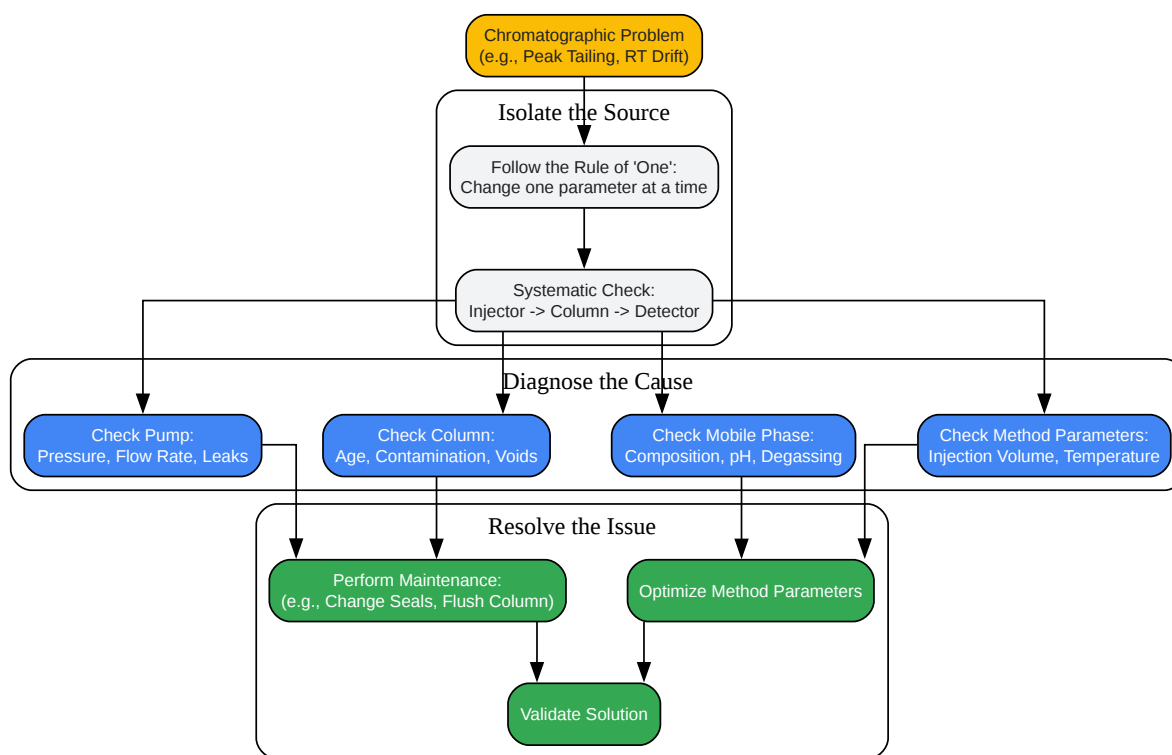 Chromatographic Problem
(e.g., Peak Tailing, RT Drift)
Isolate the Source
Follow the Rule of 'One':
Change one parameter at a time
Systematic Check:
Injector -> Column -> Detector
Diagnose the Cause
Check Pump:
Pressure, Flow Rate, Leaks
Check Column:
Age, Contamination, Voids
Check Mobile Phase:
Composition, pH, Degassing
Check Method Parameters:
Injection Volume, Temperature
Resolve the Issue
Perform Maintenance:
(e.g., Change Seals, Flush Column)
Optimize Method Parameters
Validate Solution